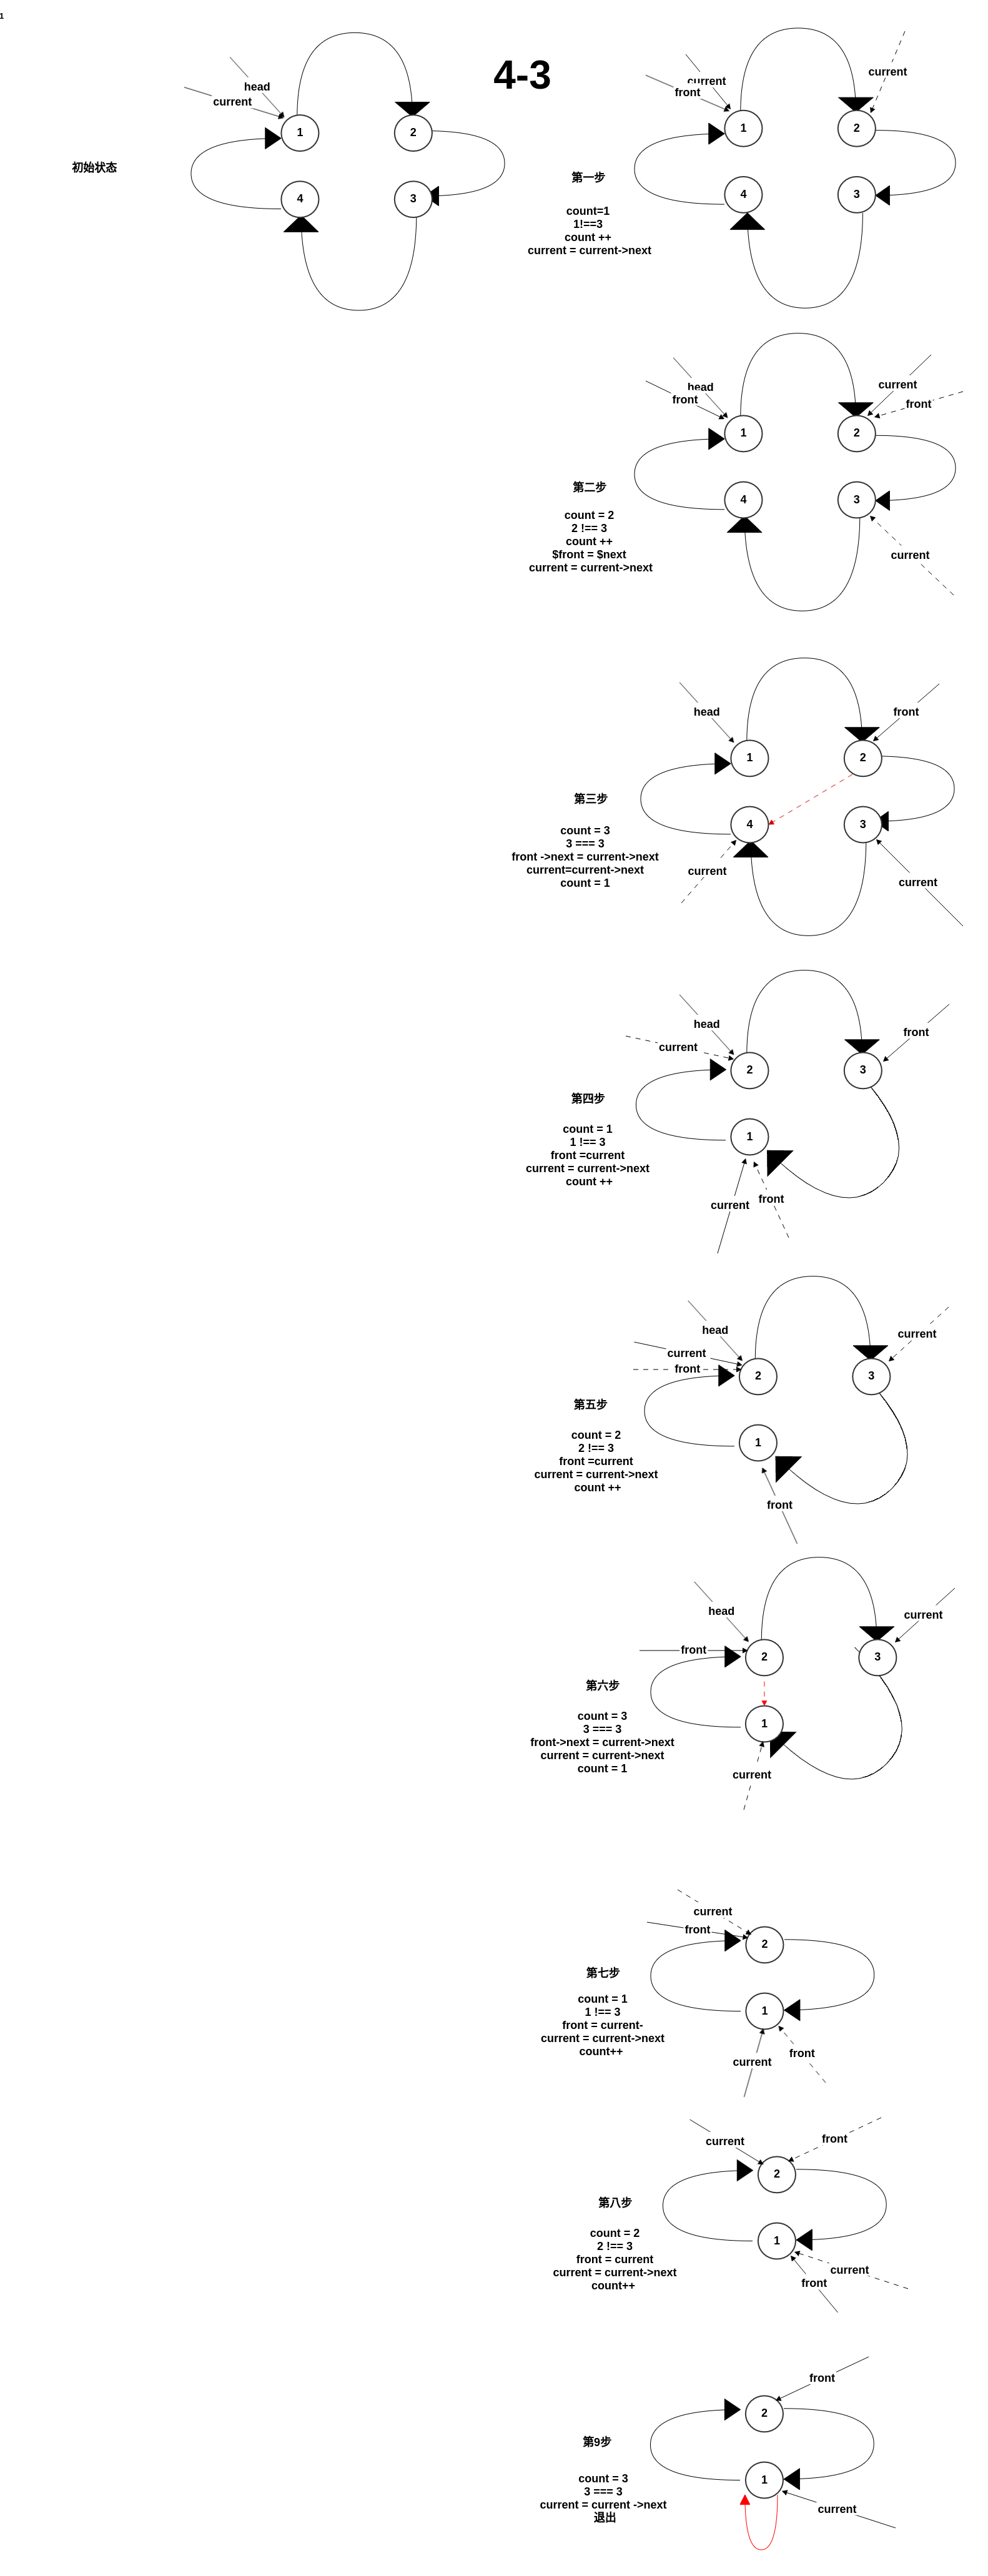 1
4-3
初始状态
head
current
1
2
4
3
第一步
count=1
1!==3
count ++
current = current->next
current
front
current
1
2
4
3
第二步
count = 2
2 !== 3
count ++
$front = $next
current = current->next
head
front
current
front
1
2
4
3
current
第三步
count = 3
3 === 3
front ->next = current->next
current=current->next
count = 1
head
front
1
2
4
3
current
current
第四步
count = 1
1 !== 3
front =current
current = current->next
count ++
head
current
front
2
3
1
current
front
第五步
count = 2
2 !== 3
front =current
current = current->next
count ++
head
current
front
current
2
3
1
front
第六步
count = 3
3 === 3
front->next = current->next
current = current->next
count = 1
head
front
current
2
3
1
current
第七步
count = 1
1 !== 3
front = current-
current = current->next
count++
current
front
2
1
current
front
第八步
count = 2
2 !== 3
front = current
current = current->next
count++
current
front
2
1
current
front
第9步
count = 3
3 === 3
current = current ->next
退出
front
2
1
current